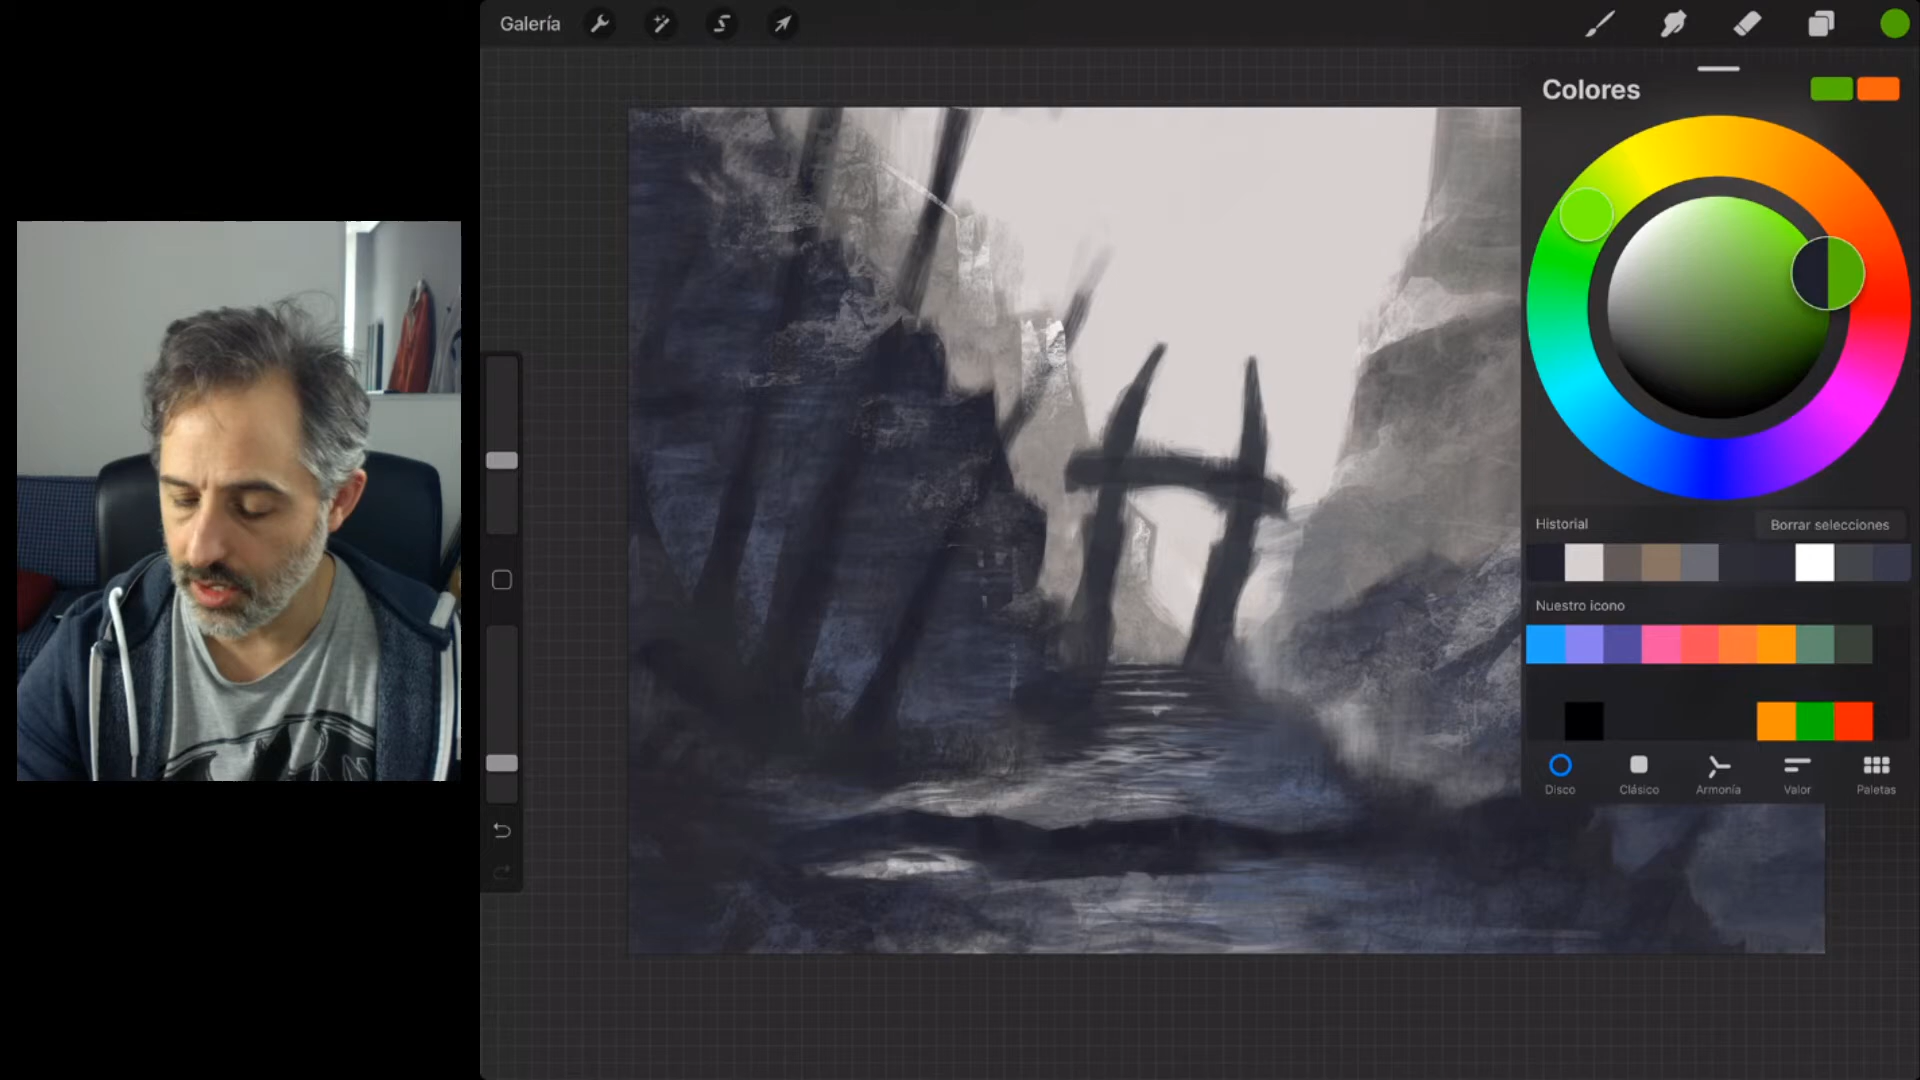 Galería
Colores
Historial
Borrar selecciones
Nuestro icono
Disco
Clásico
Armonía
Valor
Paletas